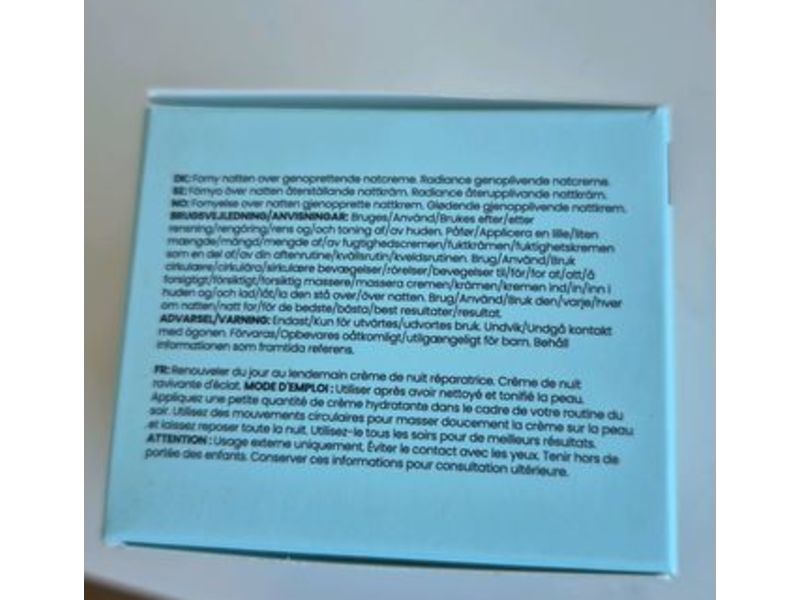 DK: Forny natten over genoprettende natcreme. Radiance genoplivende natcreme.
SE: Förnya över natten återställande nattkräm. Radiance återupplivande nattkräm.
NO: Fornyelse over natten gjenopprette nattkrem. Glødende gjenopplivende nattkrem.
BRUGSVEJLEDNING/ANVISNINGAR: Bruges/Använd/Brukes efter/etter
rensning/rengöring/rens og/och toning af/av huden. Påfør/Applicera en lille/liten
mængde/mängd/mengde af/av fugtighedscremen/fuktkrämen/fuktighetskremen
som en del af/av din aftenrutine/kvällsrutin/kveldsrutinen. Brug/Använd/Bruk
cirkulære/cirkulära/sirkulære bevægelser/rörelser/bevegelser til/för/for at/att/å
forsigtigt/försiktigt/forsiktig massere/massera cremen/krämen/kremen ind/in/inn i
huden og/och lad/låt/la den stå over/över natten. Brug/Använd/Bruk den/varje/hver
om natten/natt for/för de bedste/bästa/best resultater/resultat.
ADVARSEL/VARNING: Endast/Kun för utvärtes/udvortes bruk. Undvik/Undgå kontakt
med ögonen. Förvaras/Opbevares oåtkomligt/utilgængeligt för barn. Behåll
informationen som framtida referens.
FR: Renouveler du jour au lendemain crème de nuit réparatrice. Crème de nuit
ravivante d'éclat. MODE D'EMPLOI : Utiliser après avoir nettoyé et tonifié la peau.
Appliquez une petite quantité de crème hydratante dans le cadre de votre routine du
soir. Utilisez des mouvements circulaires pour masser doucement la crème sur la peau
et laissez reposer toute la nuit. Utilisez-le tous les soirs pour de meilleurs résultats.
ATTENTION : Usage externe uniquement. Éviter le contact avec les yeux. Tenir hors de
portée des enfants. Conserver ces informations pour consultation ultérieure.